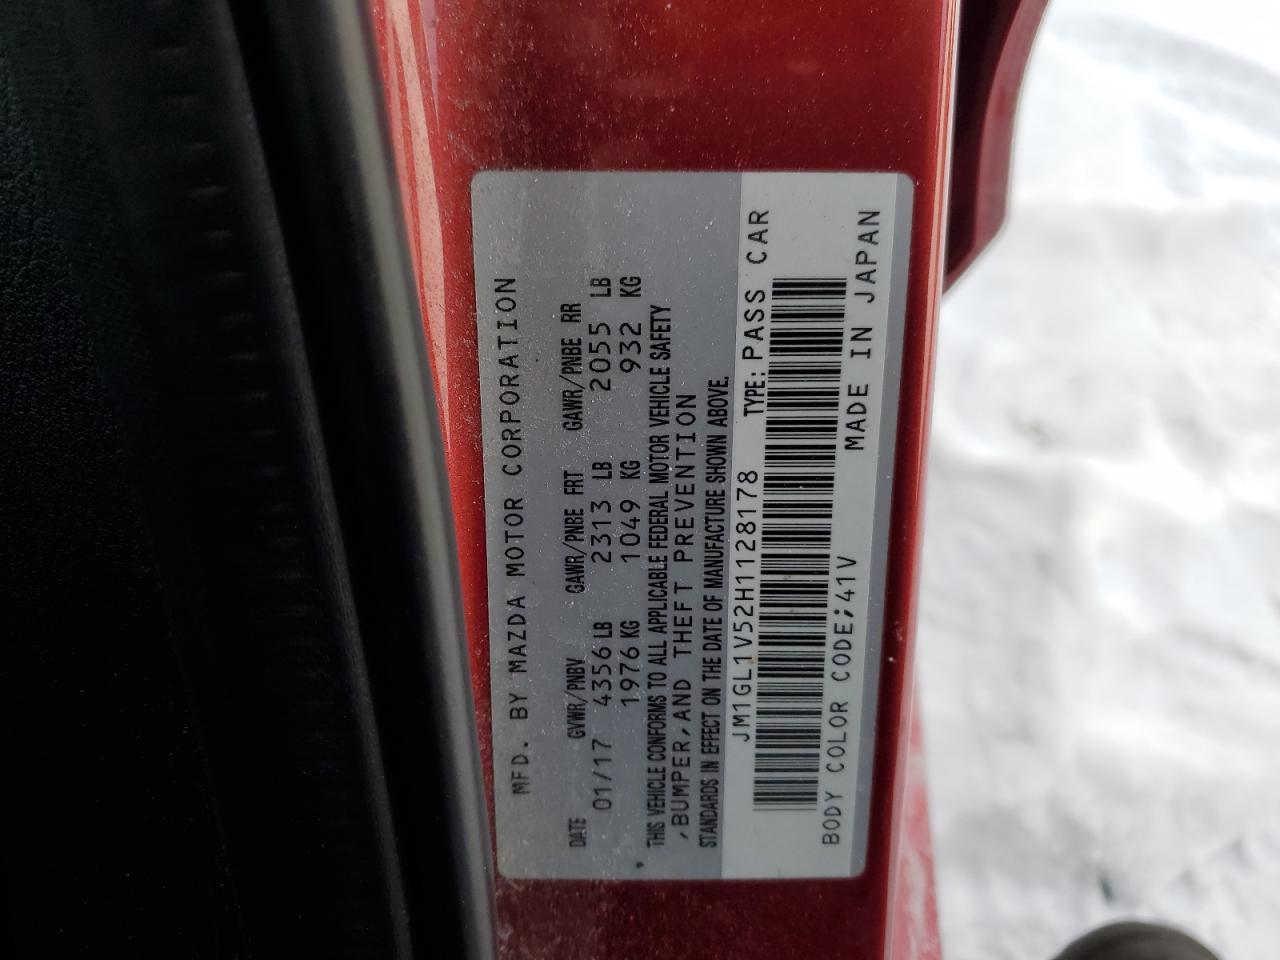 MFD. BY MAZDA MOTOR CORPORATION
DATE GVWR/PNBV GAWR/PNBE FRT GAWR/PNBE RR
01/17 4356 LB 2313 LB 2055 LB
1976 KG 1049 KG 932 KG
THIS VEHICLE CONFORMS TO ALL APPLICABLE FEDERAL MOTOR VEHICLE SAFETY
,BUMPER,AND THEFT PREVENTION
STANDARDS IN EFFECT ON THE DATE OF MANUFACTURE SHOWN ABOVE.
JM1GL1V52H1128178 TYPE: PASS CAR
BODY COLOR CODE;41V MADE IN JAPAN